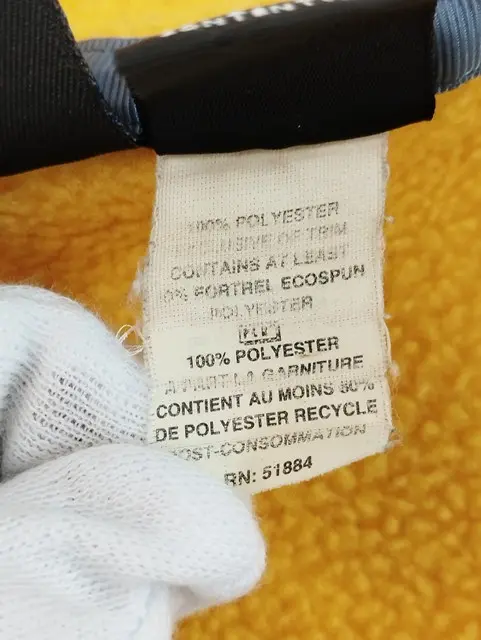 100% POLYESTER
EXCLUSIVE OF TRIM
CONTAINS AT LEAST
0% FORTREL ECOSPUN
POLYESTER
100% POLYESTER
A PART LA GARNITURE
CONTIENT AU MOINS 80%
DE POLYESTER RECYCLE
POST-CONSOMMATION
RN: 51884